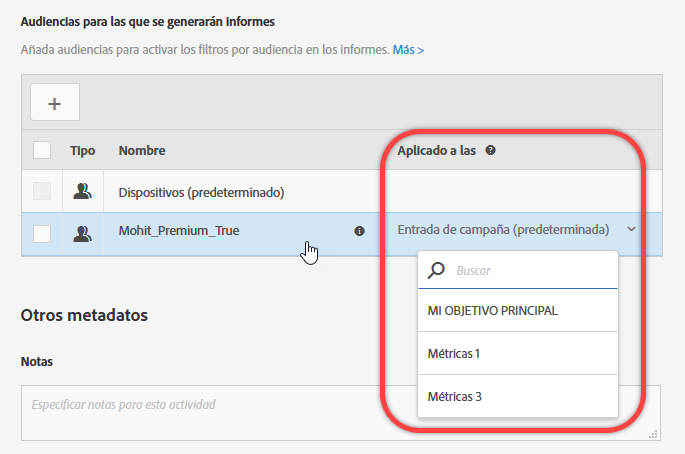 Audiencias para las que se generarán informes
Añada audiencias para activar los filtros por audiencia en los informes. Más >
+
Tipo Nombre Aplicado a las ?
Dispositivos (predeterminado)
Mohit_Premium_True i Entrada de campaña (predeterminada)
Buscar
MI OBJETIVO PRINCIPAL
Métricas 1
Métricas 3
Otros metadatos
Notas
Especificar notas para esta actividad